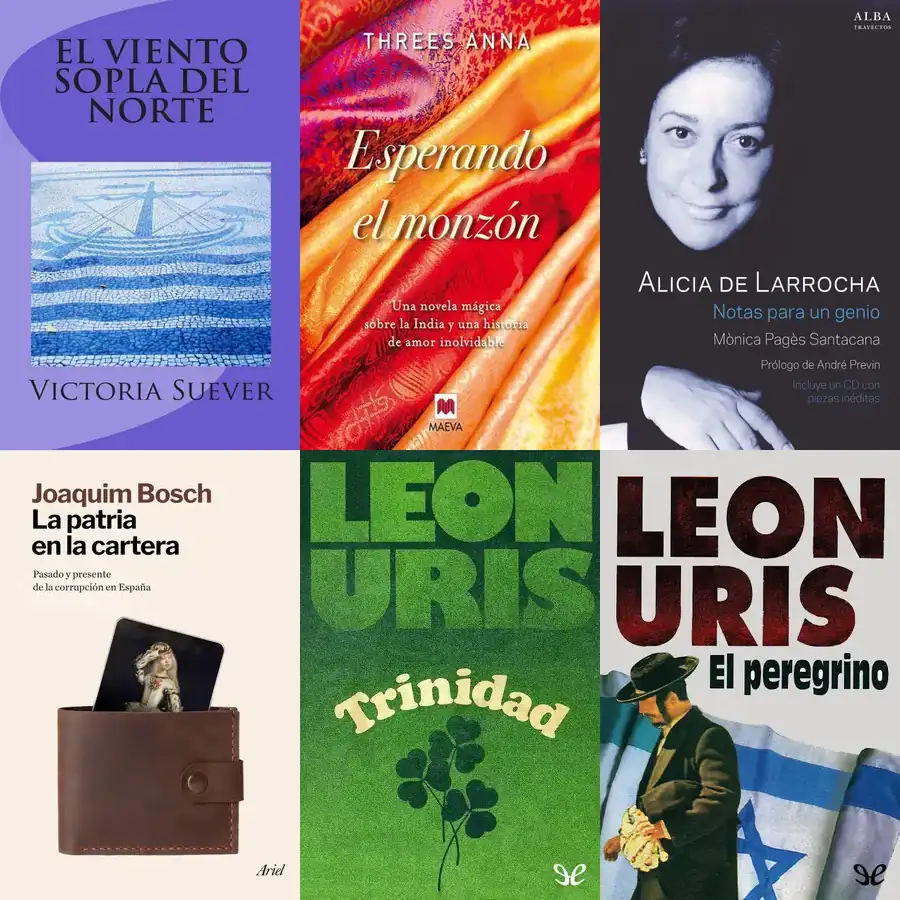 EL VIENTO
SOPLA DEL
NORTE
VICTORIA SUEVER
THREES ANNA
Esperando
el monzón
Una novela mágica
sobre la India y una historia
de amor inolvidable
MAEVA
ALBA
TRAYECTOS
ALICIA DE LARROCHA
Notas para un genio
Mònica Pagès Santacana
Prólogo de André Previn
Incluye un CD con
piezas inéditas
Joaquim Bosch
La patria
en la cartera
Pasado y presente
de la corrupción en España
Ariel
LEON
URIS
Trinidad
LEON
URIS
El peregrino